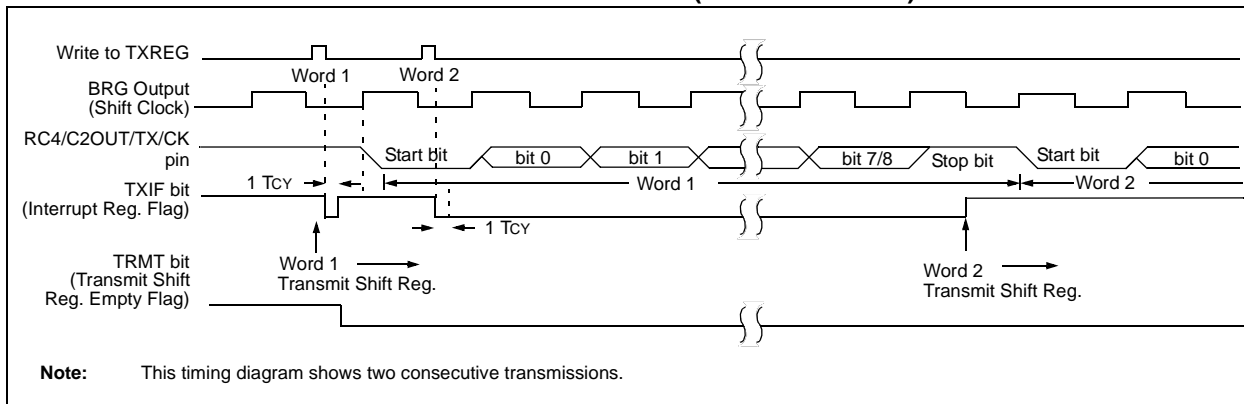 Write to TXREG
Word 1
Word 2
BRG Output
(Shift Clock)
RC4/C2OUT/TX/CK
pin
Start bit
bit 0
bit 1
bit 7/8
Stop bit
Start bit
bit 0
Word 1
Word 2
1 TCY
TXIF bit
(Interrupt Reg. Flag)
1 TCY
Word 1
Transmit Shift Reg.
Word 2
Transmit Shift Reg.
TRMT bit
(Transmit Shift
Reg. Empty Flag)
Note: This timing diagram shows two consecutive transmissions.